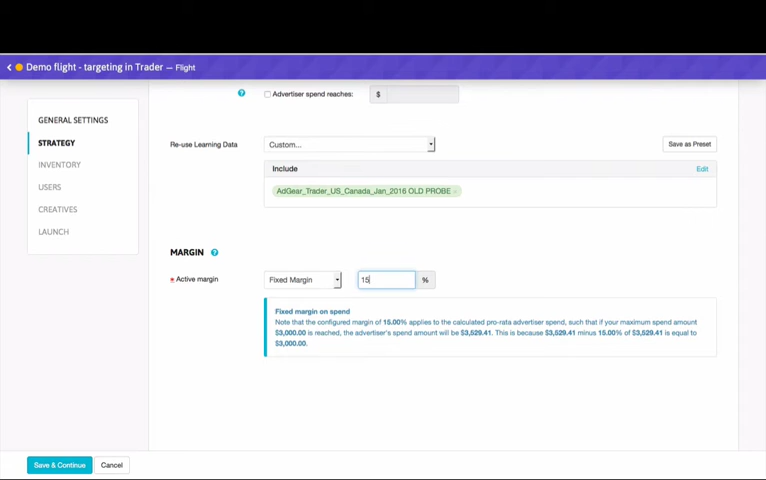 Demo flight - targeting in Trader — Flight
Advertiser spend reaches: $
GENERAL SETTINGS
STRATEGY
INVENTORY
USERS
CREATIVES
LAUNCH
Re-use Learning Data Custom... Save as Preset
Include Edit
AdGear_Trader_US_Canada_Jan_2016 OLD PROBE
MARGIN
Active margin Fixed Margin 15 %
Fixed margin on spend
Note that the configured margin of 15.00% applies to the calculated pro-rata advertiser spend, such that if your maximum spend amount
$3,000.00 is reached, the advertiser's spend amount will be $3,529.41. This is because $3,529.41 minus 15.00% of $3,529.41 is equal to
$3,000.00.
Save & Continue Cancel